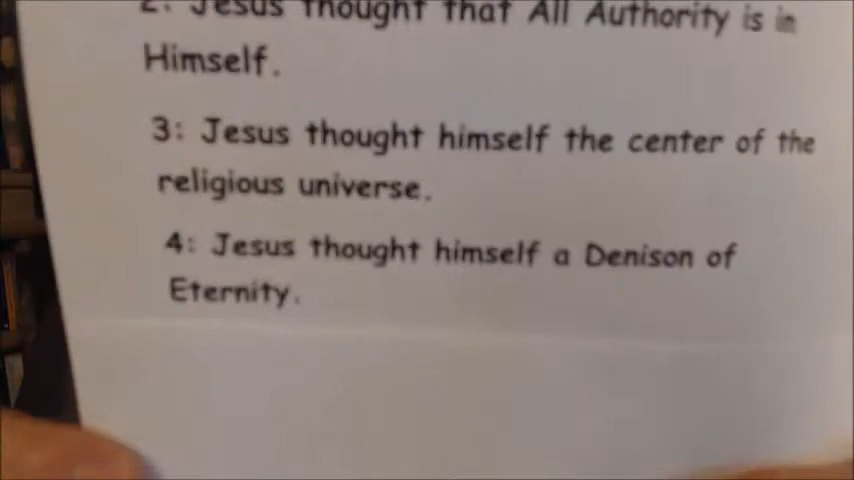 2: Jesus thought that All Authority is in
Himself.
3: Jesus thought himself the center of the
religious universe.
4: Jesus thought himself a Denison of
Eternity.